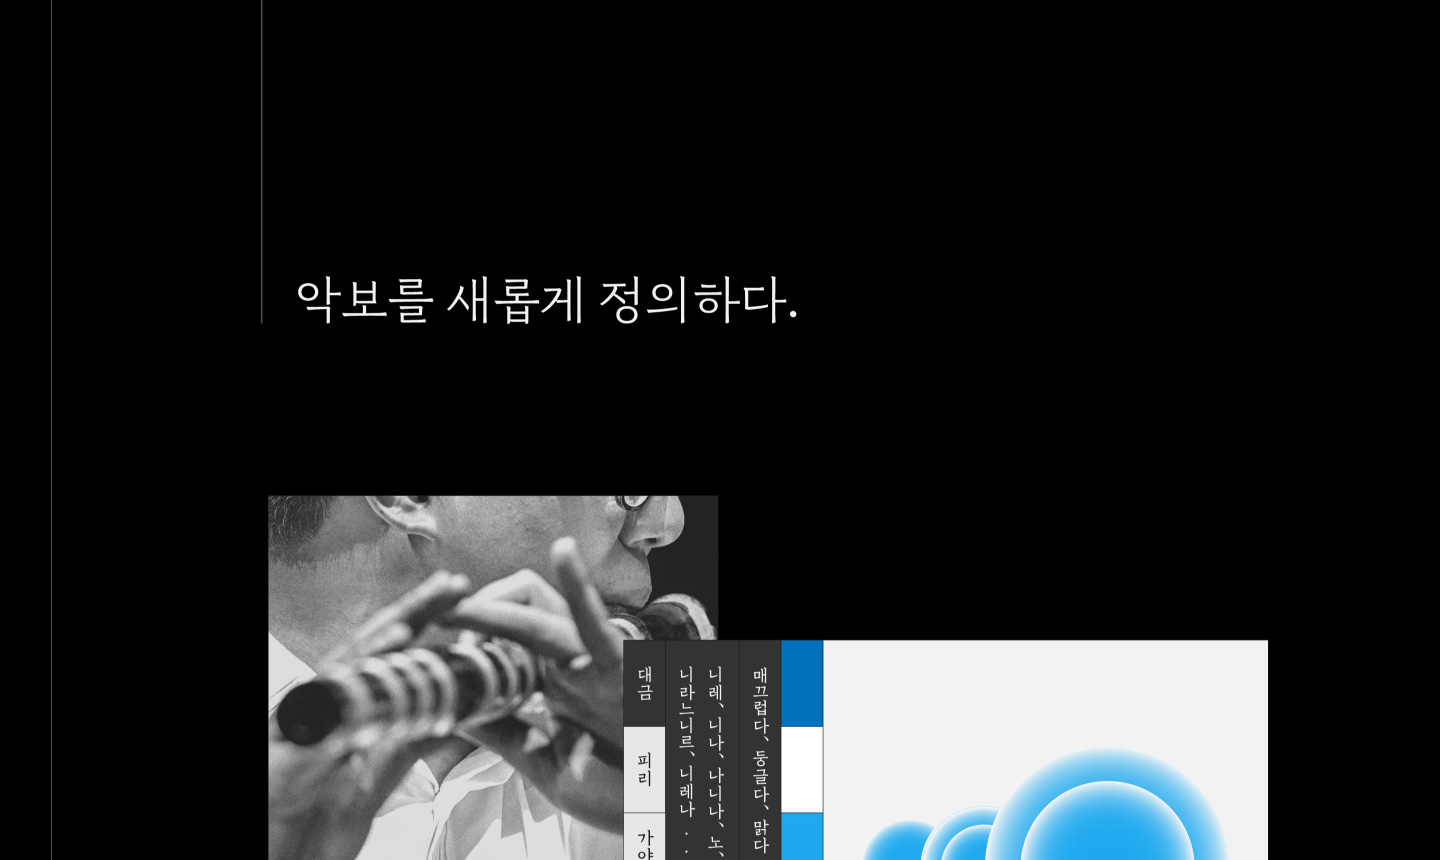 악보를 새롭게 정의하다.
대금
피리
가야
매끄럽다, 둥글다, 맑다
니레, 니나, 나니나, 노,
니라느니르, 니레나 . .